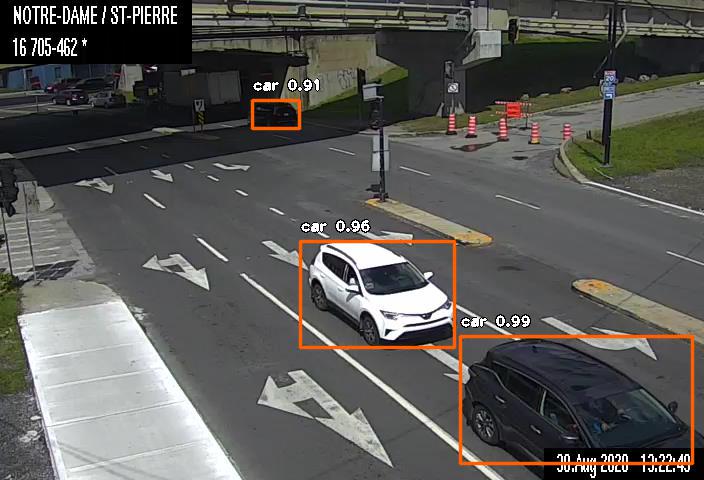 NOTRE-DAME / ST-PIERRE
16 705-462 *
car 0.91
car 0.96
car 0.99
30.Aug 2020 13:22:49